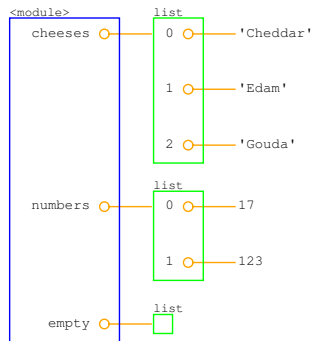 <module>
list
cheeses
0
'Cheddar'
1
'Edam'
2
'Gouda'
list
numbers
0
17
1
123
list
empty